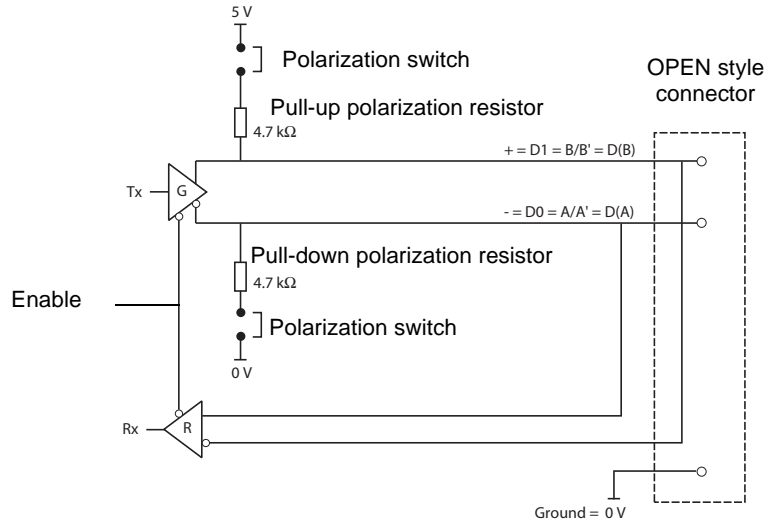 5 V
Polarization switch
OPEN style
connector
Pull-up polarization resistor
4.7 kΩ
+ = D1 = B/B' = D(B)
Tx
G
- = D0 = A/A' = D(A)
Pull-down polarization resistor
4.7 kΩ
Enable
Polarization switch
0 V
Rx
R
Ground = 0 V